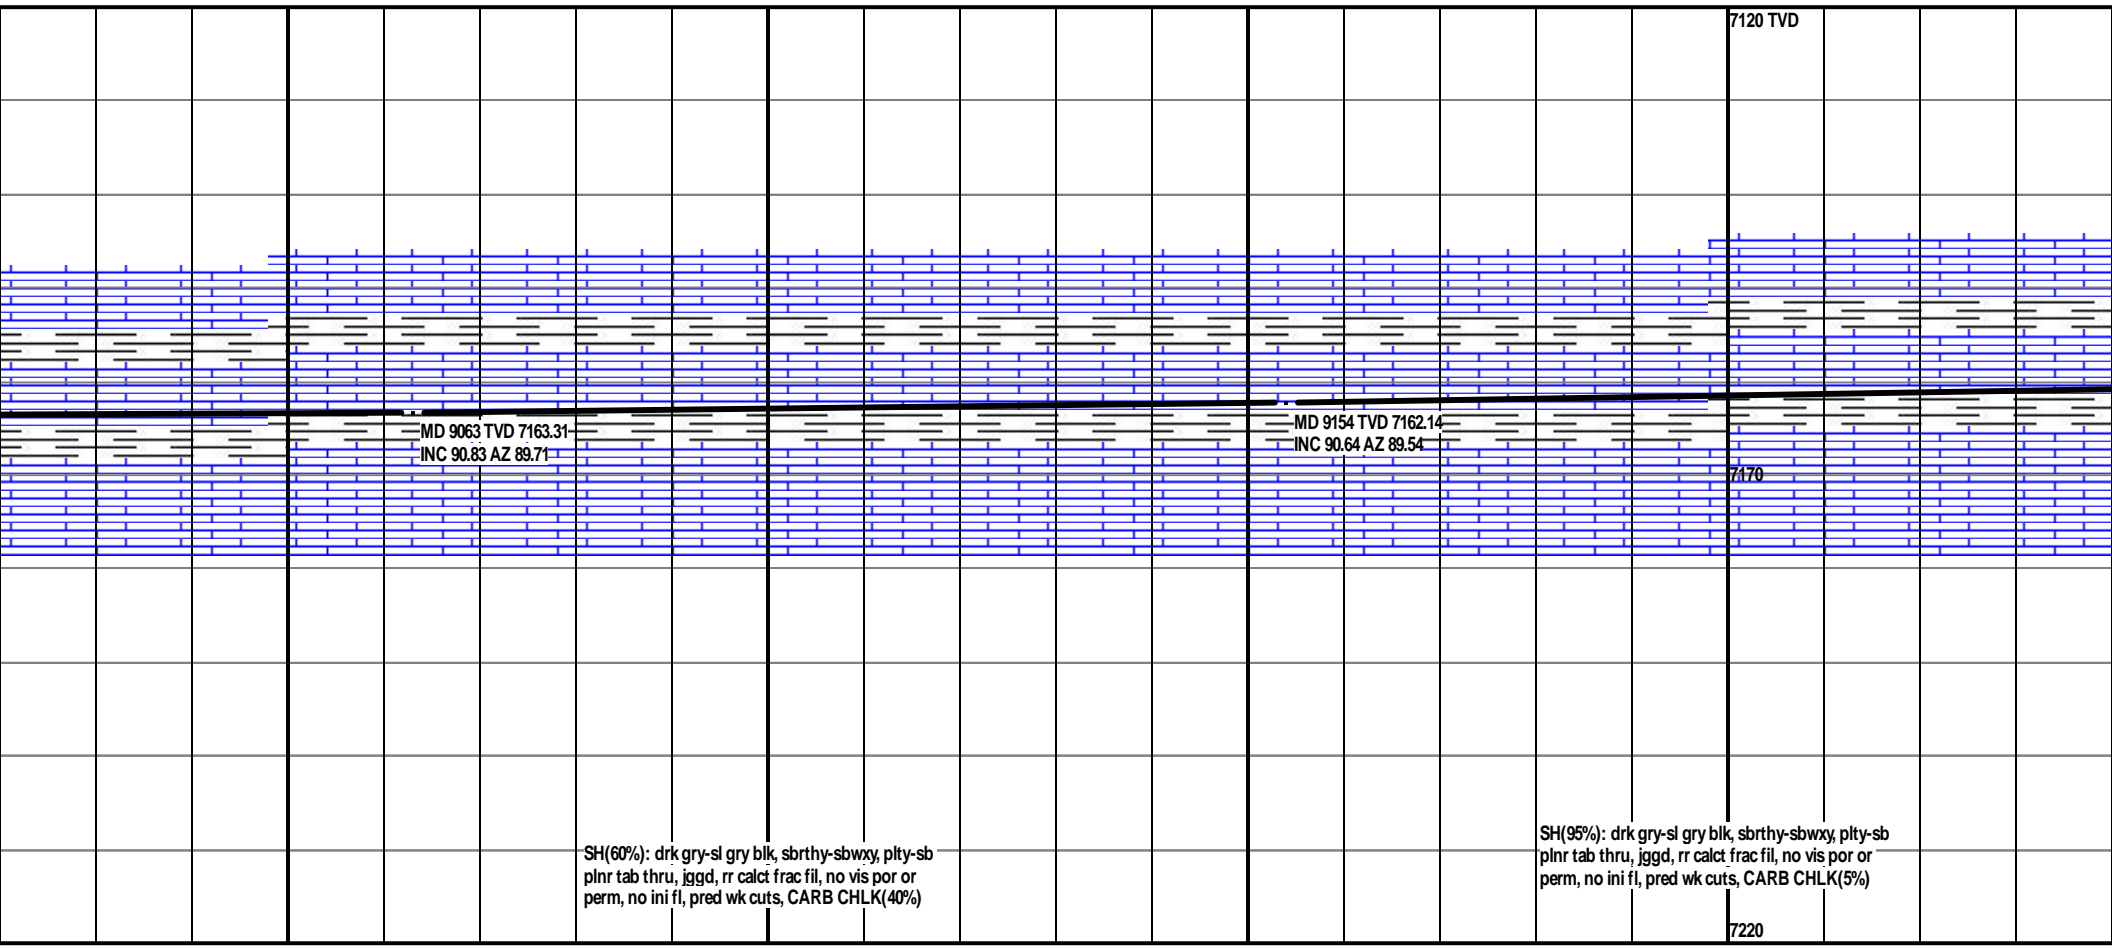 7120 TVD
MD 9063 TVD 7163.31
INC 90.83 AZ 89.71
MD 9154 TVD 7162.14
INC 90.64 AZ 89.54
7170
SH(60%): drk gry-sl gry blk, sbrthy-sbwxy, plty-sb
plnr tab thru, jggd, rr calct frac fil, no vis por or
perm, no ini fl, pred wk cuts, CARB CHLK(40%)
SH(95%): drk gry-sl gry blk, sbrthy-sbwxy, plty-sb
plnr tab thru, jggd, rr calct frac fil, no vis por or
perm, no ini fl, pred wk cuts, CARB CHLK(5%)
7220